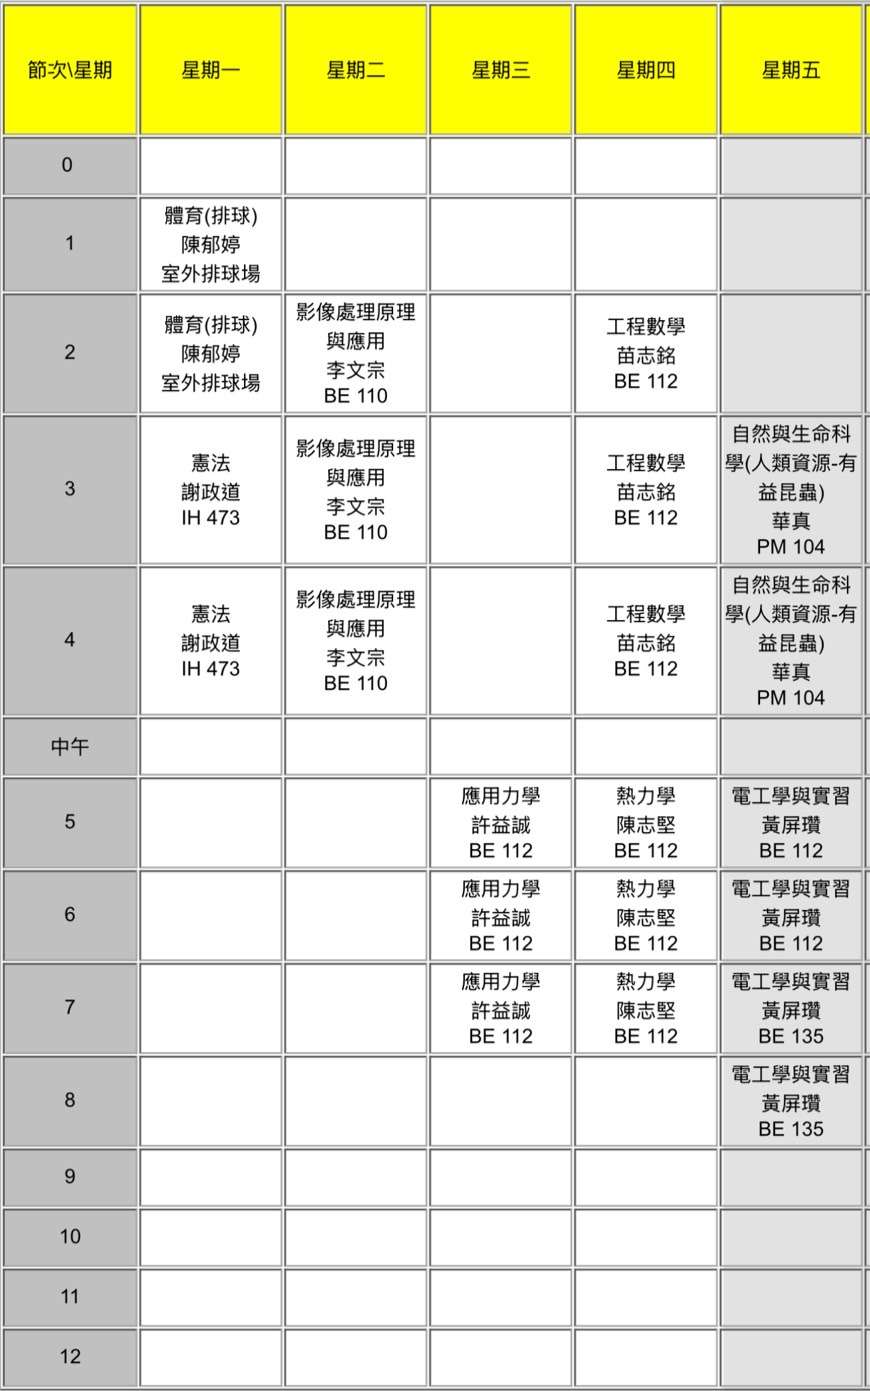 節次\星期
星期一
星期二
星期三
星期四
星期五
0
1
體育(排球)
陳郁婷
室外排球場
2
體育(排球)
陳郁婷
室外排球場
影像處理原理
與應用
李文宗
BE 110
工程數學
苗志銘
BE 112
3
憲法
謝政道
IH 473
影像處理原理
與應用
李文宗
BE 110
工程數學
苗志銘
BE 112
自然與生命科
學(人類資源-有
益昆蟲)
華真
PM 104
4
憲法
謝政道
IH 473
影像處理原理
與應用
李文宗
BE 110
工程數學
苗志銘
BE 112
自然與生命科
學(人類資源-有
益昆蟲)
華真
PM 104
中午
5
應用力學
許益誠
BE 112
熱力學
陳志堅
BE 112
電工學與實習
黃屏瓚
BE 112
6
應用力學
許益誠
BE 112
熱力學
陳志堅
BE 112
電工學與實習
黃屏瓚
BE 112
7
應用力學
許益誠
BE 112
熱力學
陳志堅
BE 112
電工學與實習
黃屏瓚
BE 135
8
電工學與實習
黃屏瓚
BE 135
9
10
11
12